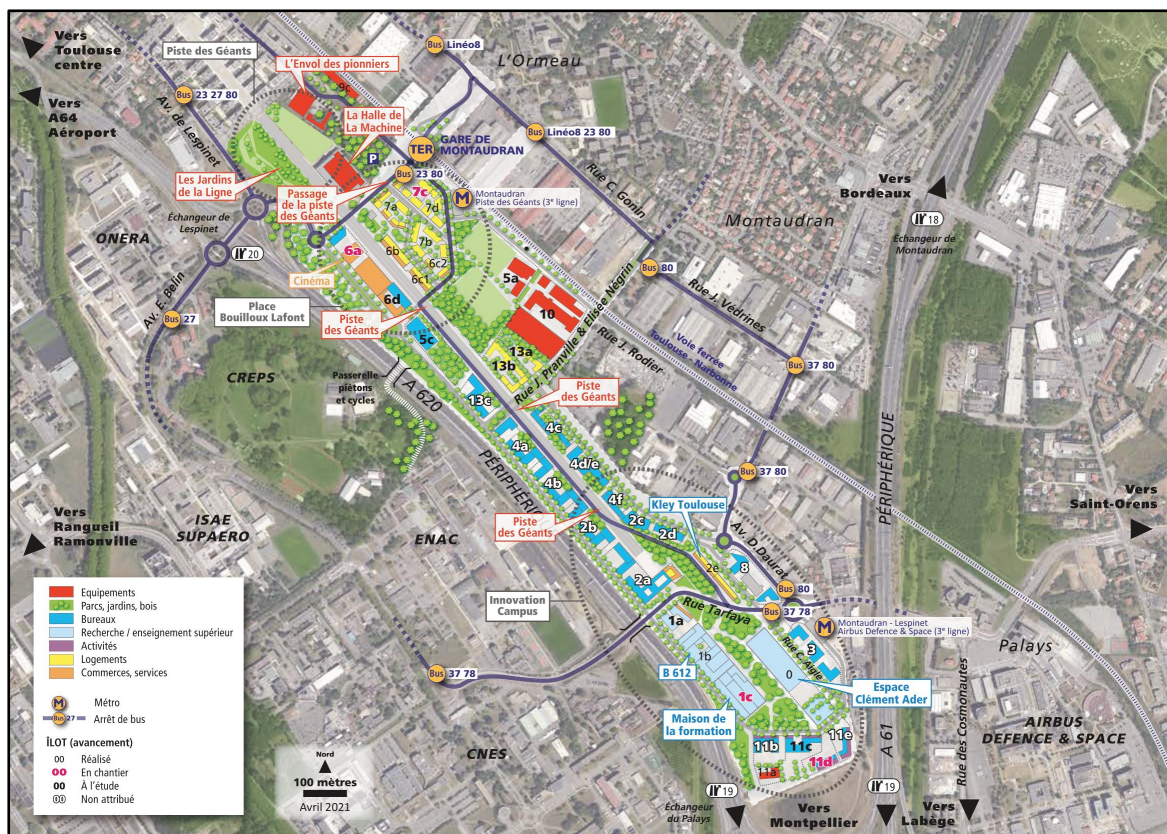 Vers
Toulouse
centre
Vers
A64
Aéroport
Piste des Géants
L'Envol des pionniers
9c
La Halle de
La Machine
Bus Linéo8
L'Ormeau
Bus 23 27 80
Av. de Lespinet
TER
GARE DE
MONTAUDRAN
P
Bus 23 80
Bus Linéo8 23 80
Rue C. Gonin
Les Jardins
de la Ligne
Passage
de la piste
des Géants
M
Montaudran
Piste des Géants (3e ligne)
Vers
Bordeaux
ir 18
Échangeur de
Montaudran
Montaudran
Échangeur de
Lespinet
ONERA
ir 20
Av. E. Belin
Bus 27
7c
7a
7d
7b
6a
6b
6c2
6c1
Cinéma
6d
Place
Bouilloux Lafont
Piste
des Géants
5c
5a
10
13a
13b
Rue J. Pranville & Elisée Négrin
Bus 80
Rue J. Védrines
Rue J. Rodier
Voie ferrée
Toulouse - Narbonne
Bus 37 80
CREPS
Passerelle
piétons
et cycles
A 620
13c
Piste
des Géants
4c
4a
4d/e
4b
4f
PÉRIPHÉRIQUE
PÉRIPHÉRIQUE
Bus 37 80
Vers
Saint-Orens
Vers
Rangueil
Ramonville
ISAE
SUPAERO
ENAC
Piste
des Géants
Kley Toulouse
2b
2c
2d
2e
2a
8
Av. D.Daurat
Bus 80
Innovation
Campus
Rue Tarfaya
Bus 37 78
M
Montaudran - Lespinet
Airbus Defence & Space (3e ligne)
Palays
1a
1b
B 612
1c
0
3
Rue C. Aigle
Espace
Clément Ader
Maison de
la formation
Bus 37 78
CNES
11b
11c
11e
11d
11a
A 61
Rue des Cosmonautes
AIRBUS
DEFENCE & SPACE
ir 19
Échangeur
du Palays
Vers
Montpellier
ir 19
Vers
Labège
Equipements
Parcs, jardins, bois
Bureaux
Recherche / enseignement supérieur
Activités
Logements
Commerces, services
M Métro
Bus 27 Arrêt de bus
ÎLOT (avancement)
00 Réalisé
00 En chantier
00 À l'étude
00 Non attribué
Nord
100 mètres
Avril 2021